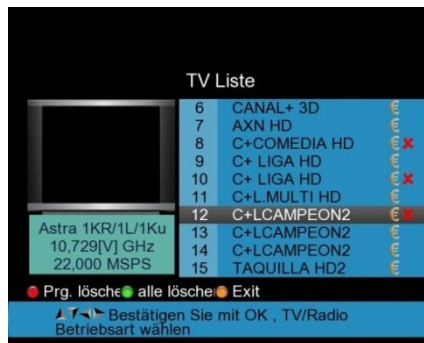 TV Liste
6 CANAL+ 3D €
7 AXN HD €
8 C+COMEDIA HD €
9 C+ LIGA HD €
10 C+ LIGA HD €
11 C+L.MULTI HD €
12 C+LCAMPEON2 €
13 C+LCAMPEON2 €
14 C+LCAMPEON2 €
15 TAQUILLA HD2 €
Astra 1KR/1L/1Ku
10,729[V] GHz
22,000 MSPS
Prg. lösche alle lösche Exit
Bestätigen Sie mit OK , TV/Radio
Betriebsart wählen